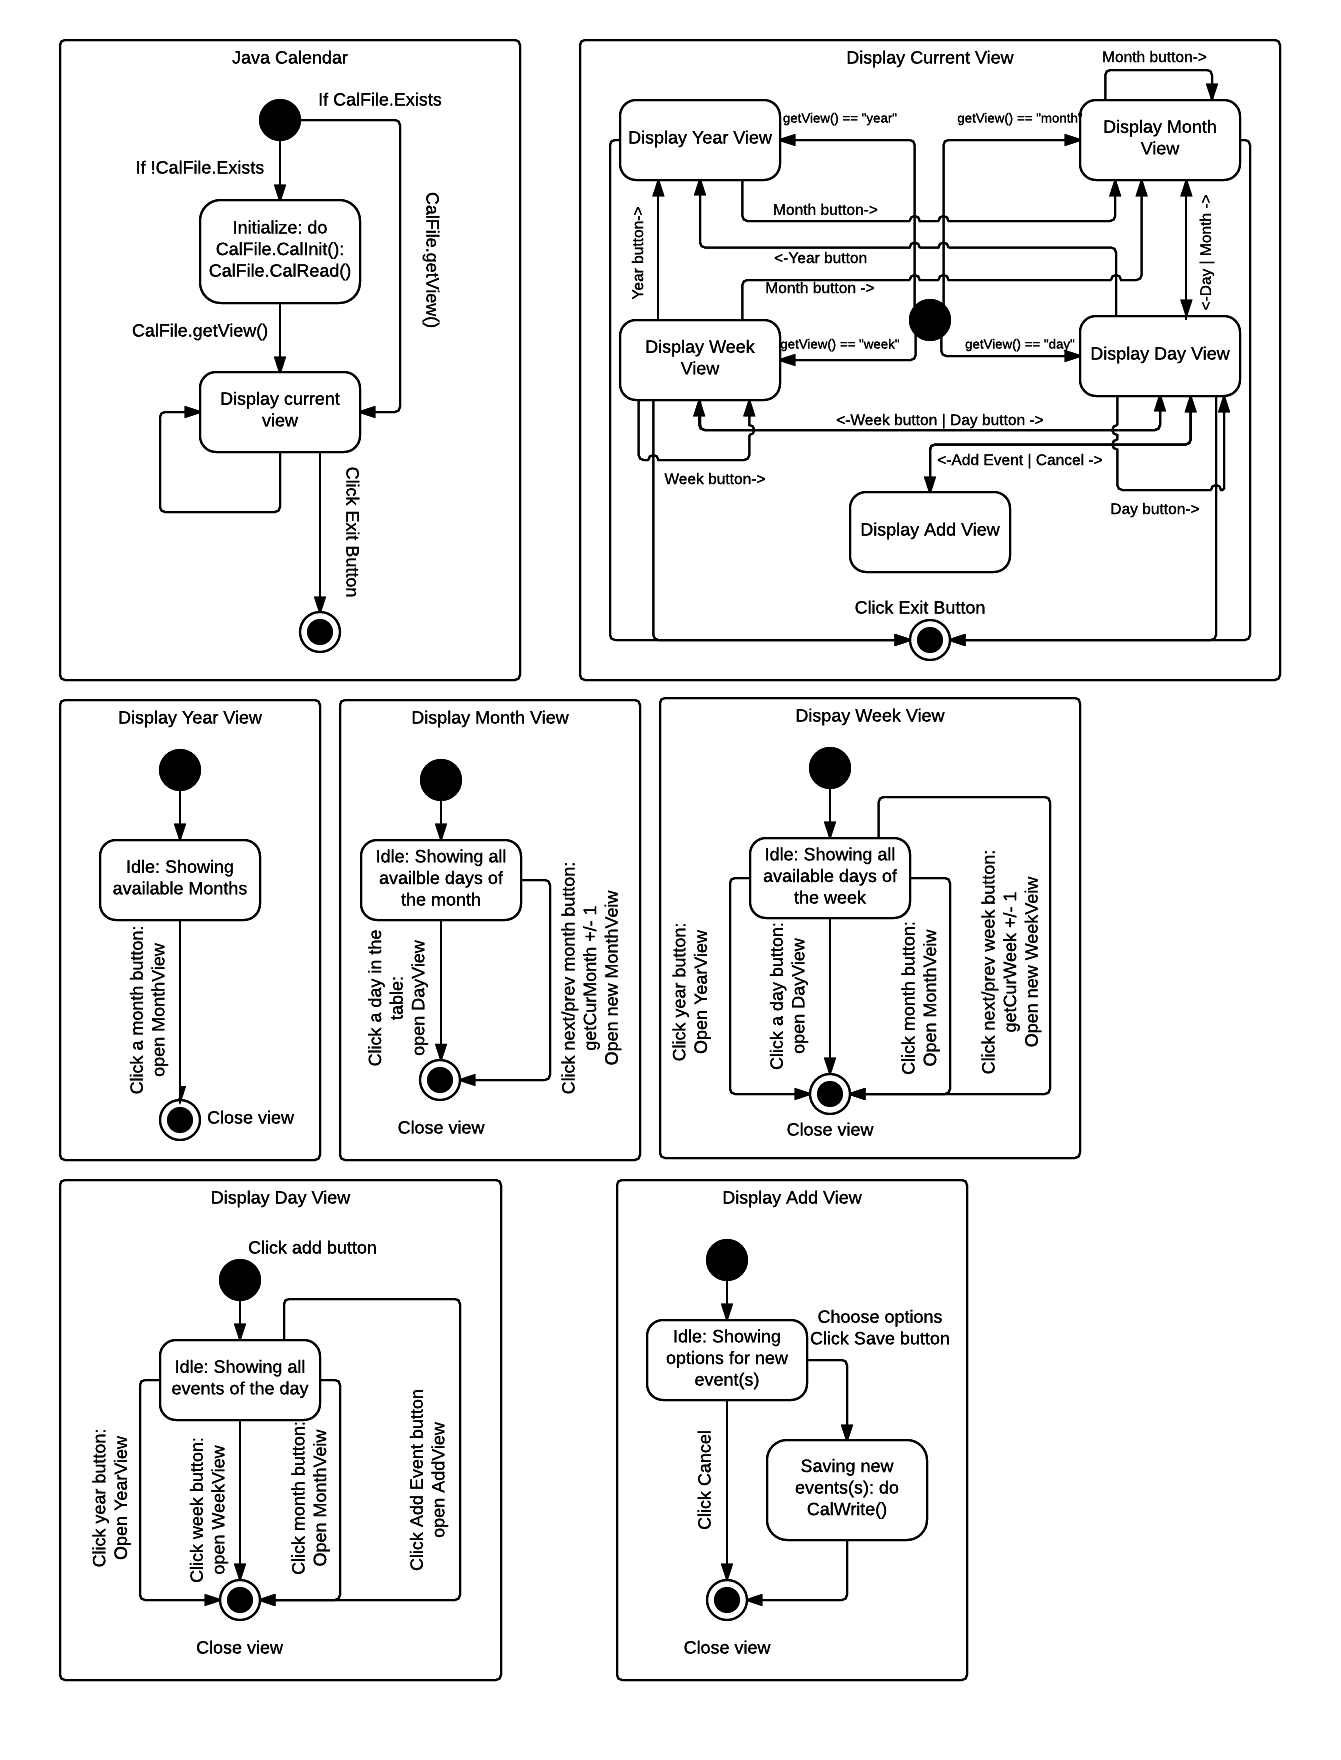 Java Calendar
If CalFile.Exists
If !CalFile.Exists
Initialize: do
CalFile.CalInit():
CalFile.CalRead()
CalFile.getView()
CalFile.getView()
Display current
view
Click Exit Button
Display Current View
Month button->
Display Year View
getView() == "year"
getView() == "month"
Display Month
View
Month button->
Year button->
<-Year button
<-Day | Month ->
Month button ->
Display Week
View
getView() == "week"
getView() == "day"
Display Day View
<-Week button | Day button ->
<-Add Event | Cancel ->
Week button->
Day button->
Display Add View
Click Exit Button
Display Year View
Idle: Showing
available Months
Click a month button:
open MonthView
Close view
Display Month View
Idle: Showing all
availble days of
the month
Click a day in the
table:
open DayView
Click next/prev month button:
getCurMonth +/- 1
Open new MonthVeiw
Close view
Dispay Week View
Idle: Showing all
available days of
the week
Click year button:
Open YearView
Click a day button:
open DayView
Click month button:
Open MonthVeiw
Click next/prev week button:
getCurWeek +/- 1
Open new WeekVeiw
Close view
Display Day View
Click add button
Idle: Showing all
events of the day
Click year button:
Open YearView
Click week button:
open WeekView
Click month button:
Open MonthVeiw
Click Add Event button
open AddView
Close view
Display Add View
Idle: Showing
options for new
event(s)
Choose options
Click Save button
Click Cancel
Saving new
events(s): do
CalWrite()
Close view